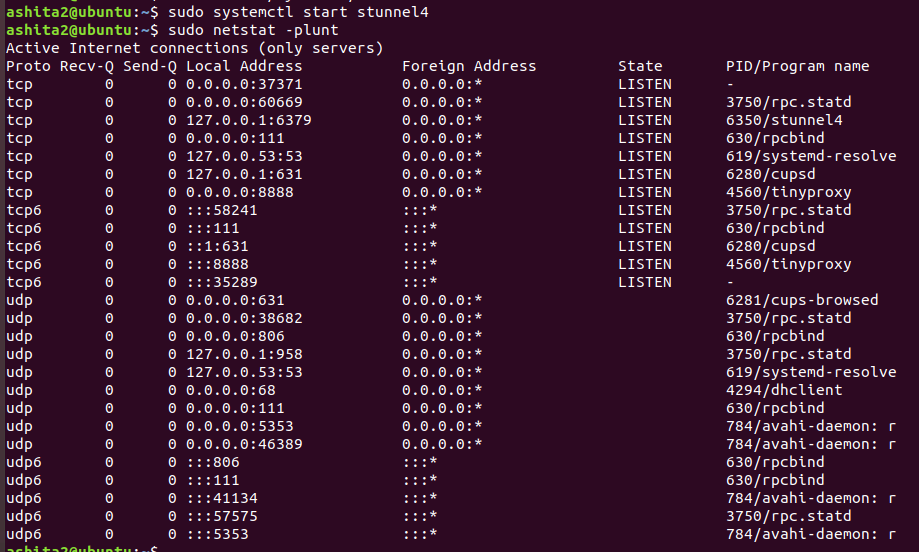 ashita2@ubuntu:~$ sudo systemctl start stunnel4
ashita2@ubuntu:~$ sudo netstat -plunt
Active Internet connections (only servers)
Proto Recv-Q Send-Q Local Address           Foreign Address         State       PID/Program name
tcp        0      0 0.0.0.0:37371           0.0.0.0:*               LISTEN      -
tcp        0      0 0.0.0.0:60669           0.0.0.0:*               LISTEN      3750/rpc.statd
tcp        0      0 127.0.0.1:6379          0.0.0.0:*               LISTEN      6350/stunnel4
tcp        0      0 0.0.0.0:111             0.0.0.0:*               LISTEN      630/rpcbind
tcp        0      0 127.0.0.53:53           0.0.0.0:*               LISTEN      619/systemd-resolve
tcp        0      0 127.0.0.1:631           0.0.0.0:*               LISTEN      6280/cupsd
tcp        0      0 0.0.0.0:8888            0.0.0.0:*               LISTEN      4560/tinyproxy
tcp6       0      0 :::58241                :::*                    LISTEN      3750/rpc.statd
tcp6       0      0 :::111                  :::*                    LISTEN      630/rpcbind
tcp6       0      0 ::1:631                 :::*                    LISTEN      6280/cupsd
tcp6       0      0 :::8888                 :::*                    LISTEN      4560/tinyproxy
tcp6       0      0 :::35289                :::*                    LISTEN      -
udp        0      0 0.0.0.0:631             0.0.0.0:*                           6281/cups-browsed
udp        0      0 0.0.0.0:38682           0.0.0.0:*                           3750/rpc.statd
udp        0      0 0.0.0.0:806             0.0.0.0:*                           630/rpcbind
udp        0      0 127.0.0.1:958           0.0.0.0:*                           3750/rpc.statd
udp        0      0 127.0.0.53:53           0.0.0.0:*                           619/systemd-resolve
udp        0      0 0.0.0.0:68              0.0.0.0:*                           4294/dhclient
udp        0      0 0.0.0.0:111             0.0.0.0:*                           630/rpcbind
udp        0      0 0.0.0.0:5353            0.0.0.0:*                           784/avahi-daemon: r
udp        0      0 0.0.0.0:46389           0.0.0.0:*                           784/avahi-daemon: r
udp6       0      0 :::806                  :::*                                630/rpcbind
udp6       0      0 :::111                  :::*                                630/rpcbind
udp6       0      0 :::41134                :::*                                784/avahi-daemon: r
udp6       0      0 :::57575                :::*                                3750/rpc.statd
udp6       0      0 :::5353                 :::*                                784/avahi-daemon: r
ashita2@ubuntu:~$